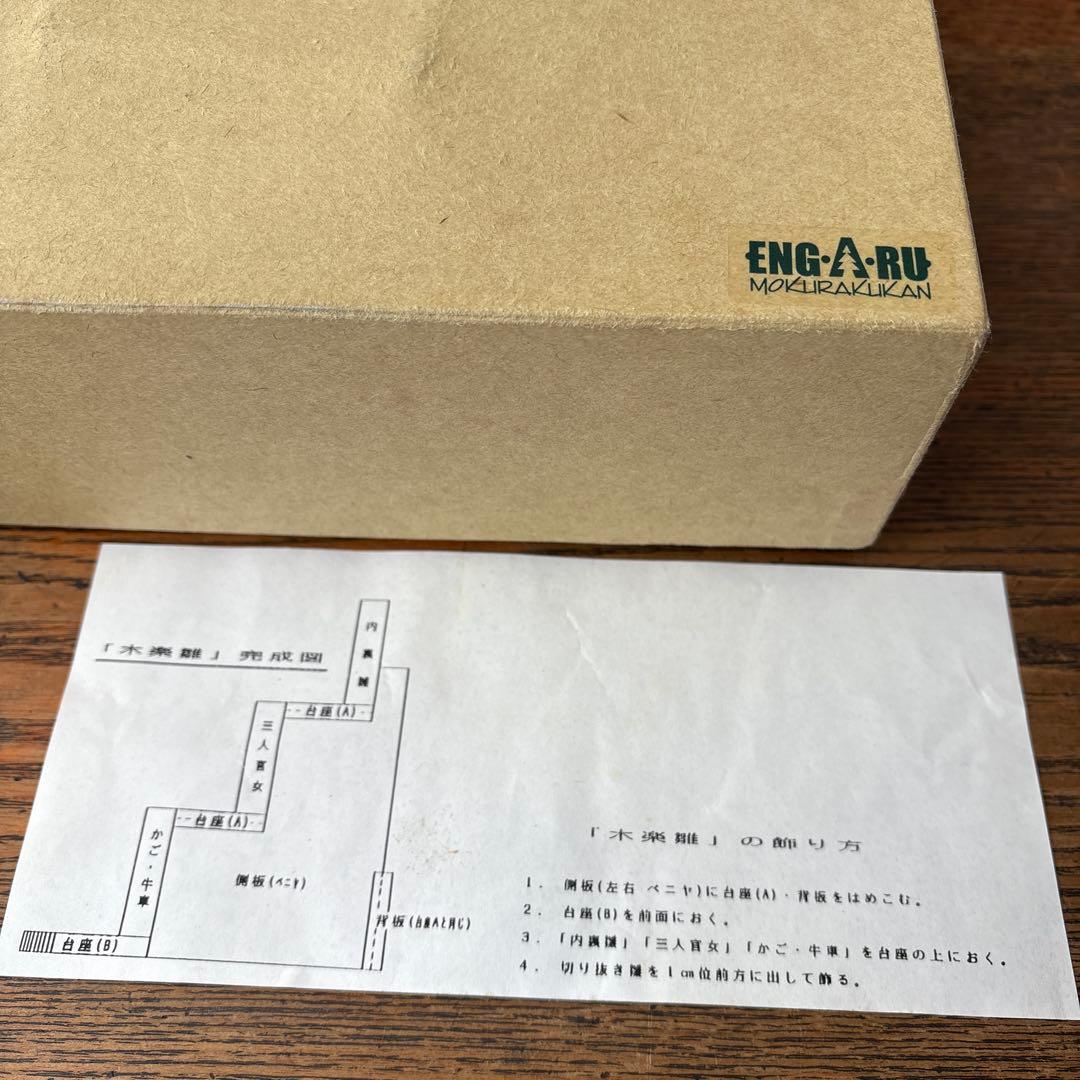 ENG·A·RU
MOKURAKUKAN
「木楽雛」完成図
内裏雛
台座(A)
三人官女
台座(A)
かご・牛車
側板(ベニヤ)
背板(台座Aと同じ)
台座(B)
「木楽雛」の飾り方
1. 側板(左右 ベニヤ)に台座(A)・背板をはめこむ。
2. 台座(B)を前面におく。
3. 「内裏雛」「三人官女」「かご・牛車」を台座の上におく。
4. 切り抜き雛を1㎝位前方に出して飾る。